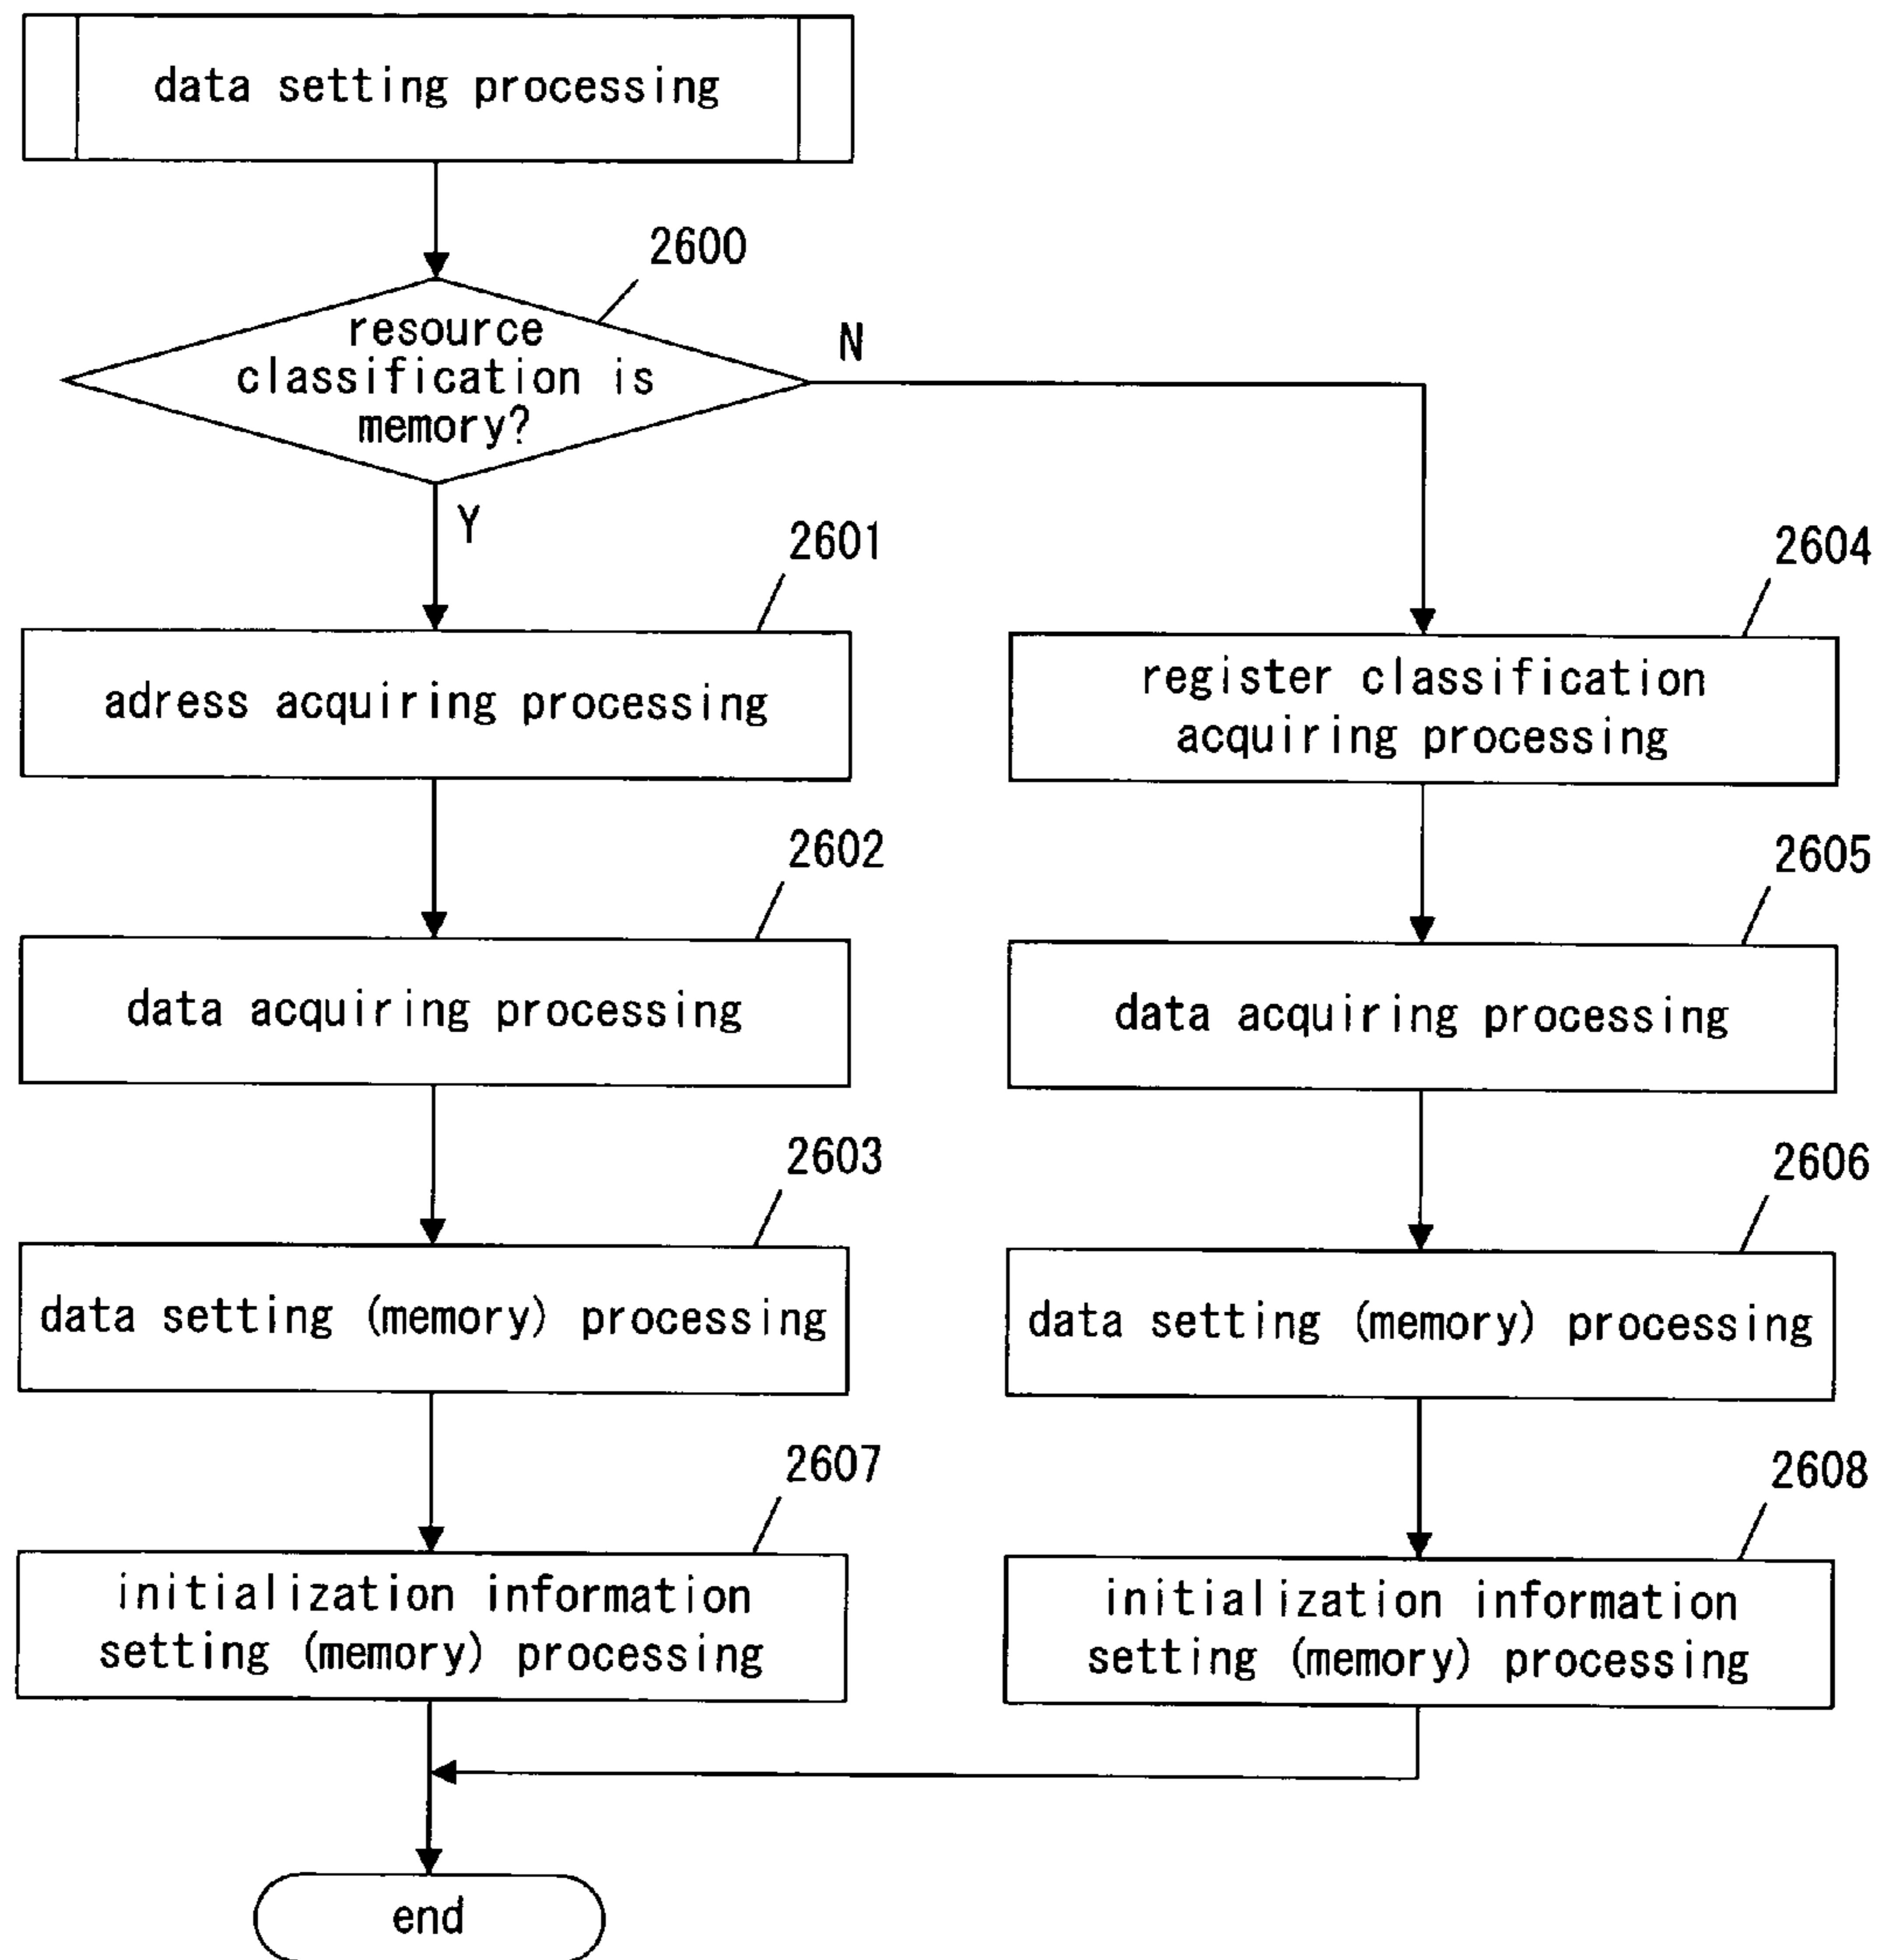 data setting processing
2600
resource
classification is
memory?
N
Y
2601
adress acquiring processing
2604
register classification
acquiring processing
2602
data acquiring processing
2605
data acquiring processing
2603
data setting (memory) processing
2606
data setting (memory) processing
2607
initialization information
setting (memory) processing
2608
initialization information
setting (memory) processing
end